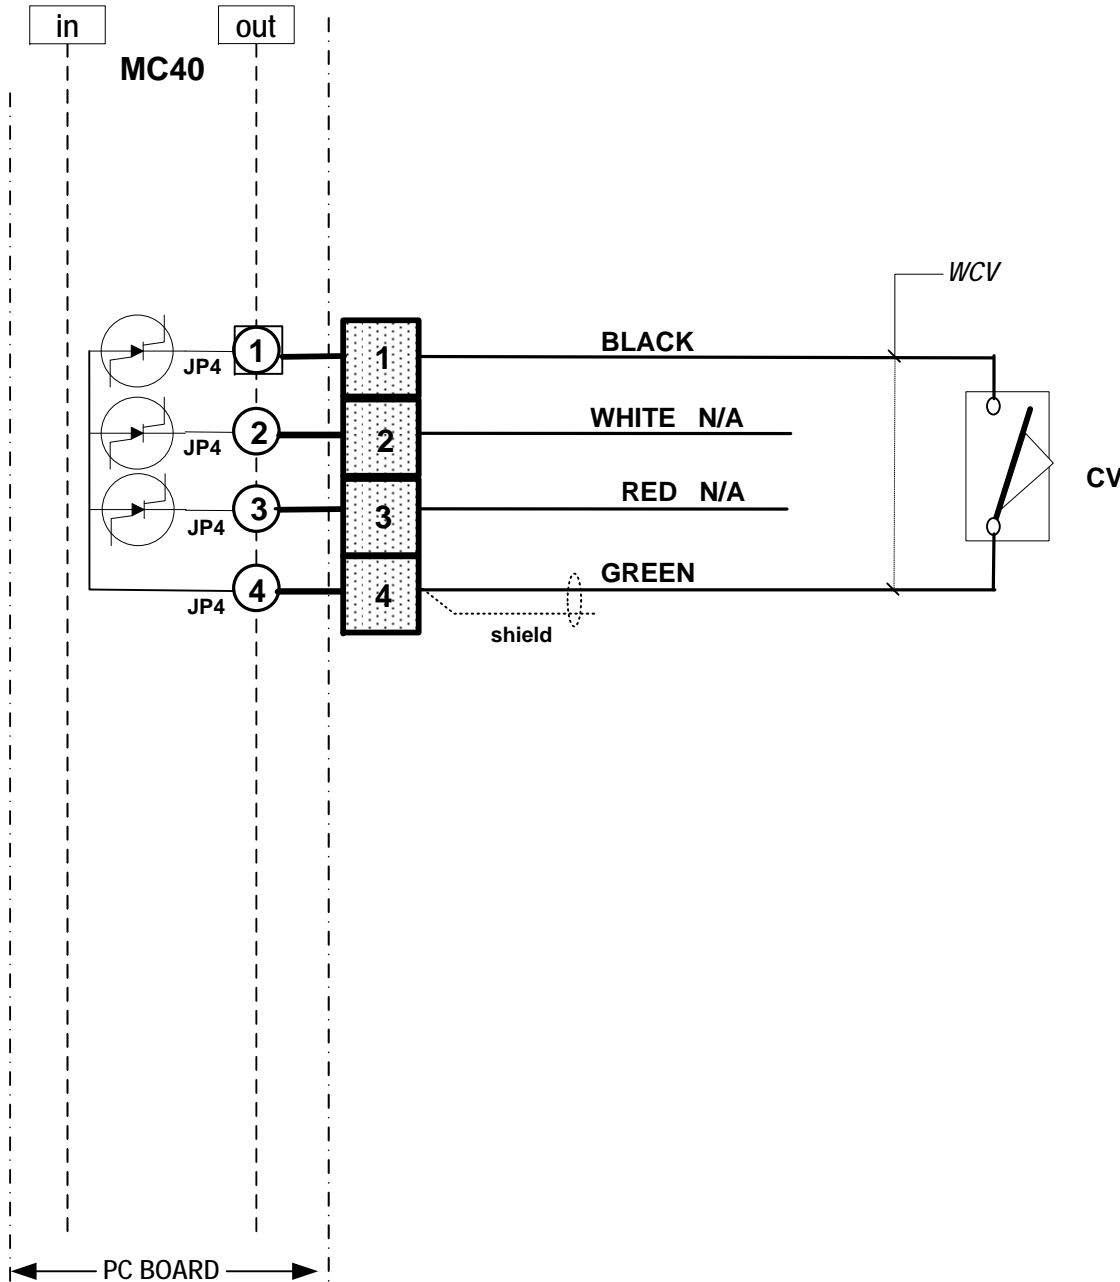 in
out
MC40
WCV
JP4
1
1
BLACK
JP4
2
2
WHITE N/A
JP4
3
3
RED N/A
CV
JP4
4
4
GREEN
shield
PC BOARD